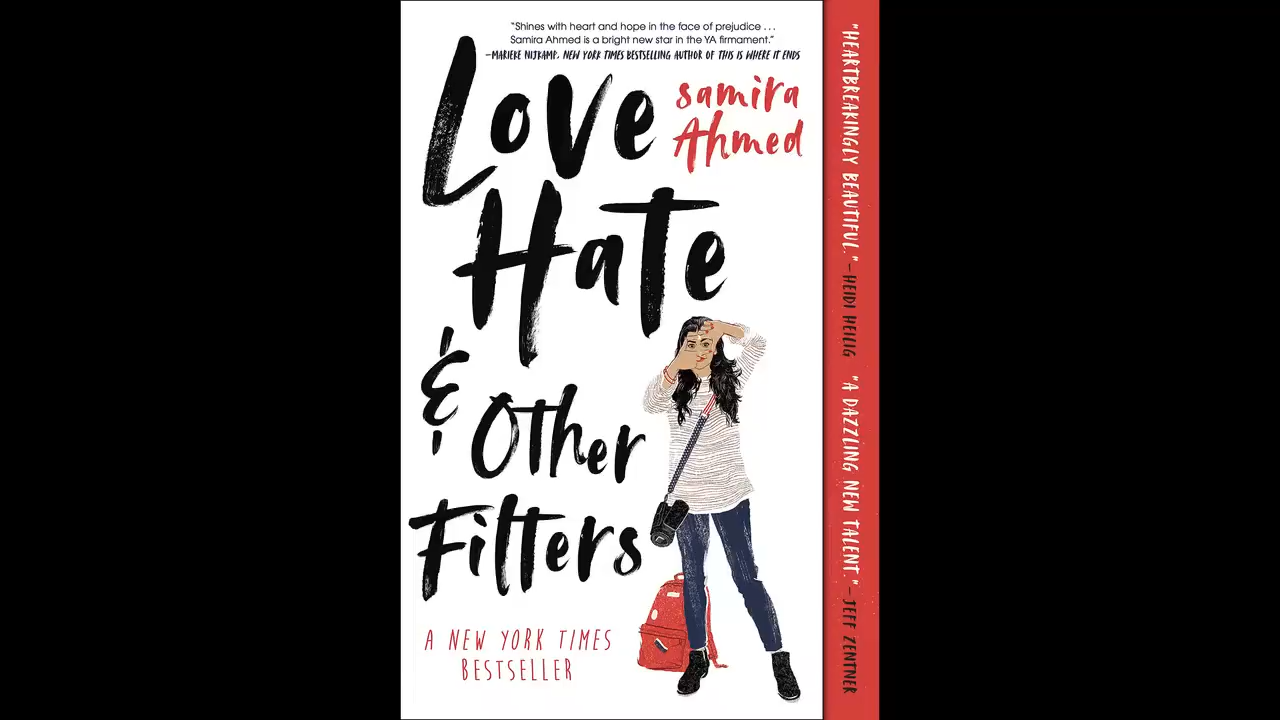 "Shines with heart and hope in the face of prejudice . . .
Samira Ahmed is a bright new star in the YA firmament."
—MARIEKE NIJKAMP, NEW YORK TIMES BESTSELLING AUTHOR OF THIS IS WHERE IT ENDS
samira
Ahmed
Love
Hate
&
Other
Filters
A NEW YORK TIMES
BESTSELLER
"HEARTBREAKINGLY BEAUTIFUL."—HEIDI HEILIG "A DAZZLING NEW TALENT."—JEFF ZENTNER